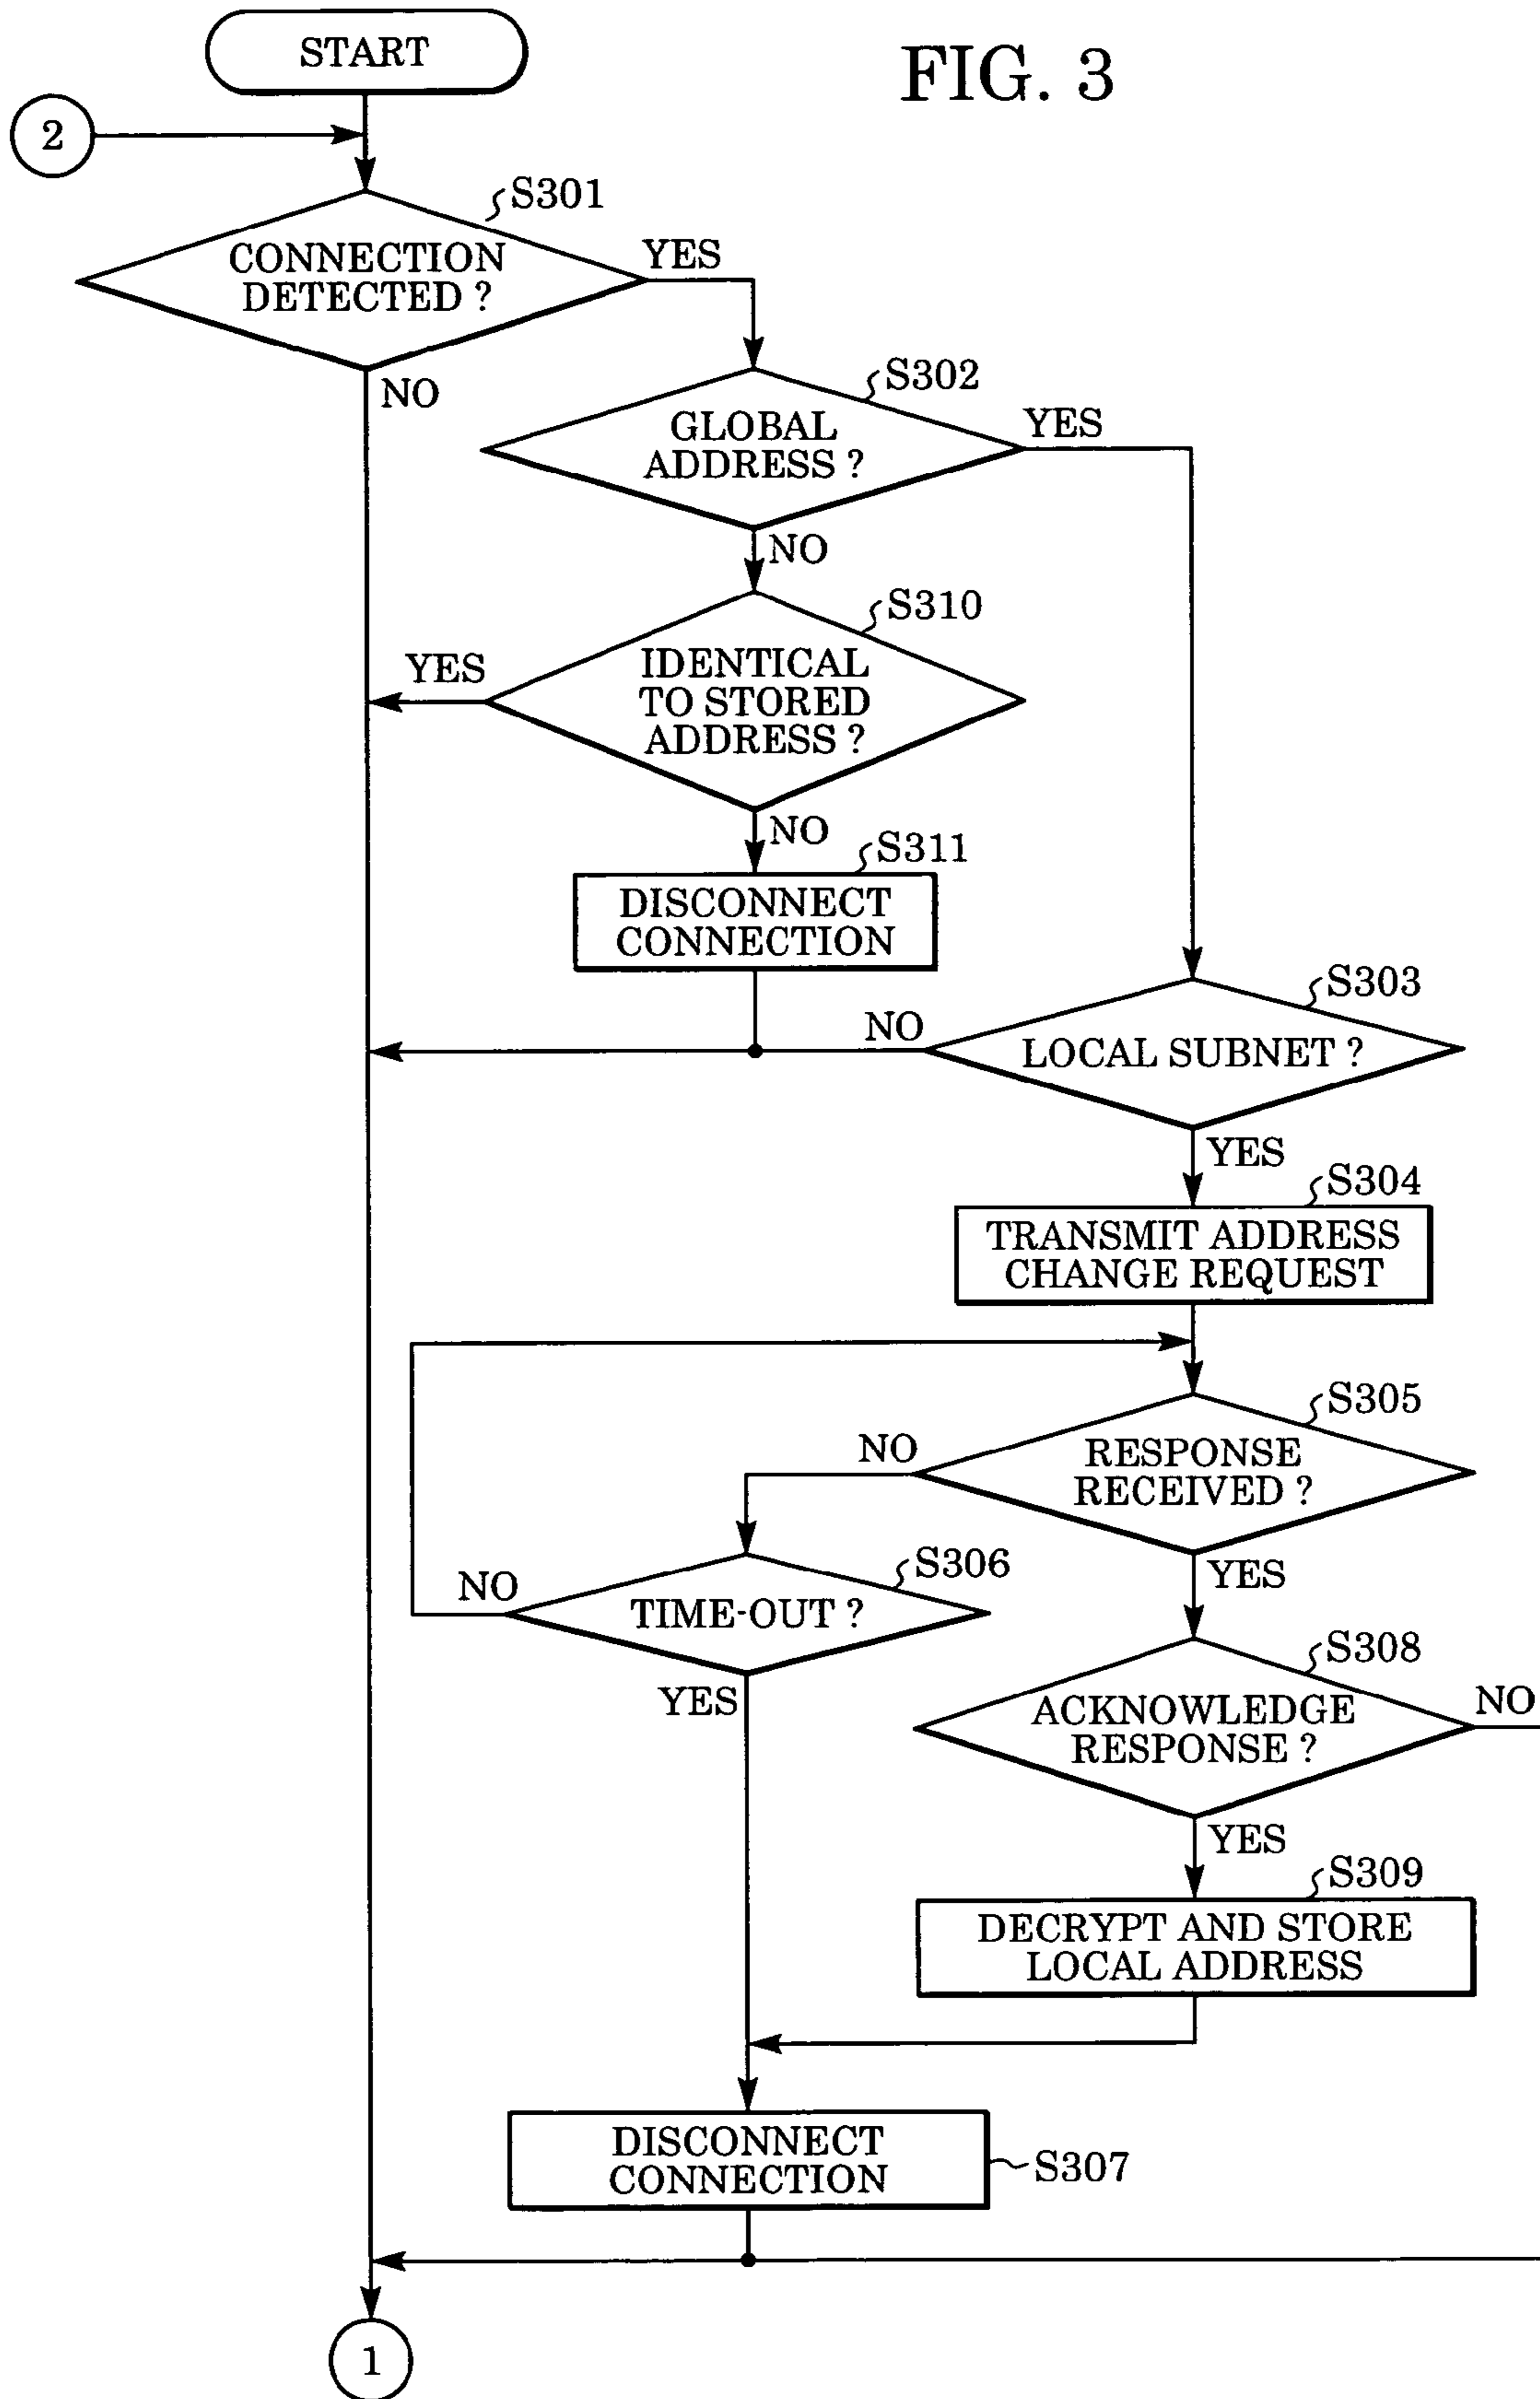 START
FIG. 3
2
S301
CONNECTION
DETECTED ?
YES
NO
S302
GLOBAL
ADDRESS ?
YES
NO
S310
IDENTICAL
TO STORED
ADDRESS ?
YES
NO
S311
DISCONNECT
CONNECTION
S303
NO
LOCAL SUBNET ?
YES
S304
TRANSMIT ADDRESS
CHANGE REQUEST
S305
NO
RESPONSE
RECEIVED ?
YES
S306
NO
TIME-OUT ?
YES
S308
ACKNOWLEDGE
RESPONSE ?
NO
YES
S309
DECRYPT AND STORE
LOCAL ADDRESS
DISCONNECT
CONNECTION
S307
1